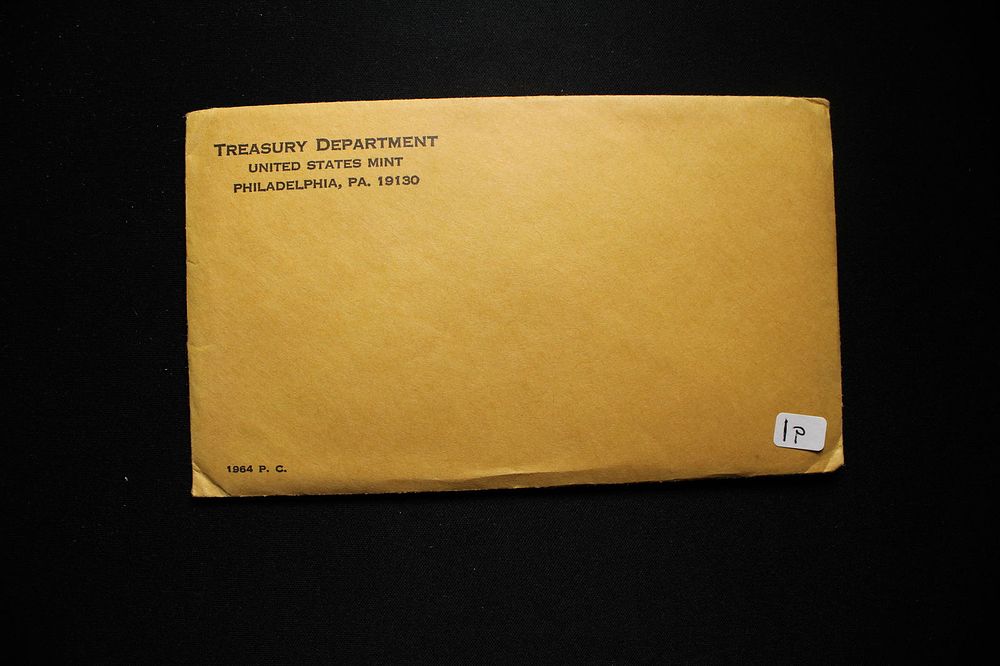 TREASURY DEPARTMENT
UNITED STATES MINT
PHILADELPHIA, PA. 19130
1964 P. C.
1P